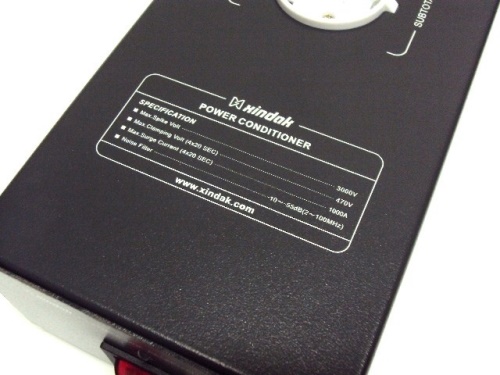 SUBTOTA
xindak
POWER CONDITIONER
SPECIFICATION
■ Max.Spike Volt 3000V
■ Max.Clamping Volt (4x20 SEC) 470V
■ Max.Surge Current (4x20 SEC) 1000A
■ Noise Filter -10~-55dB(2~100MHz)
www.xindak.com